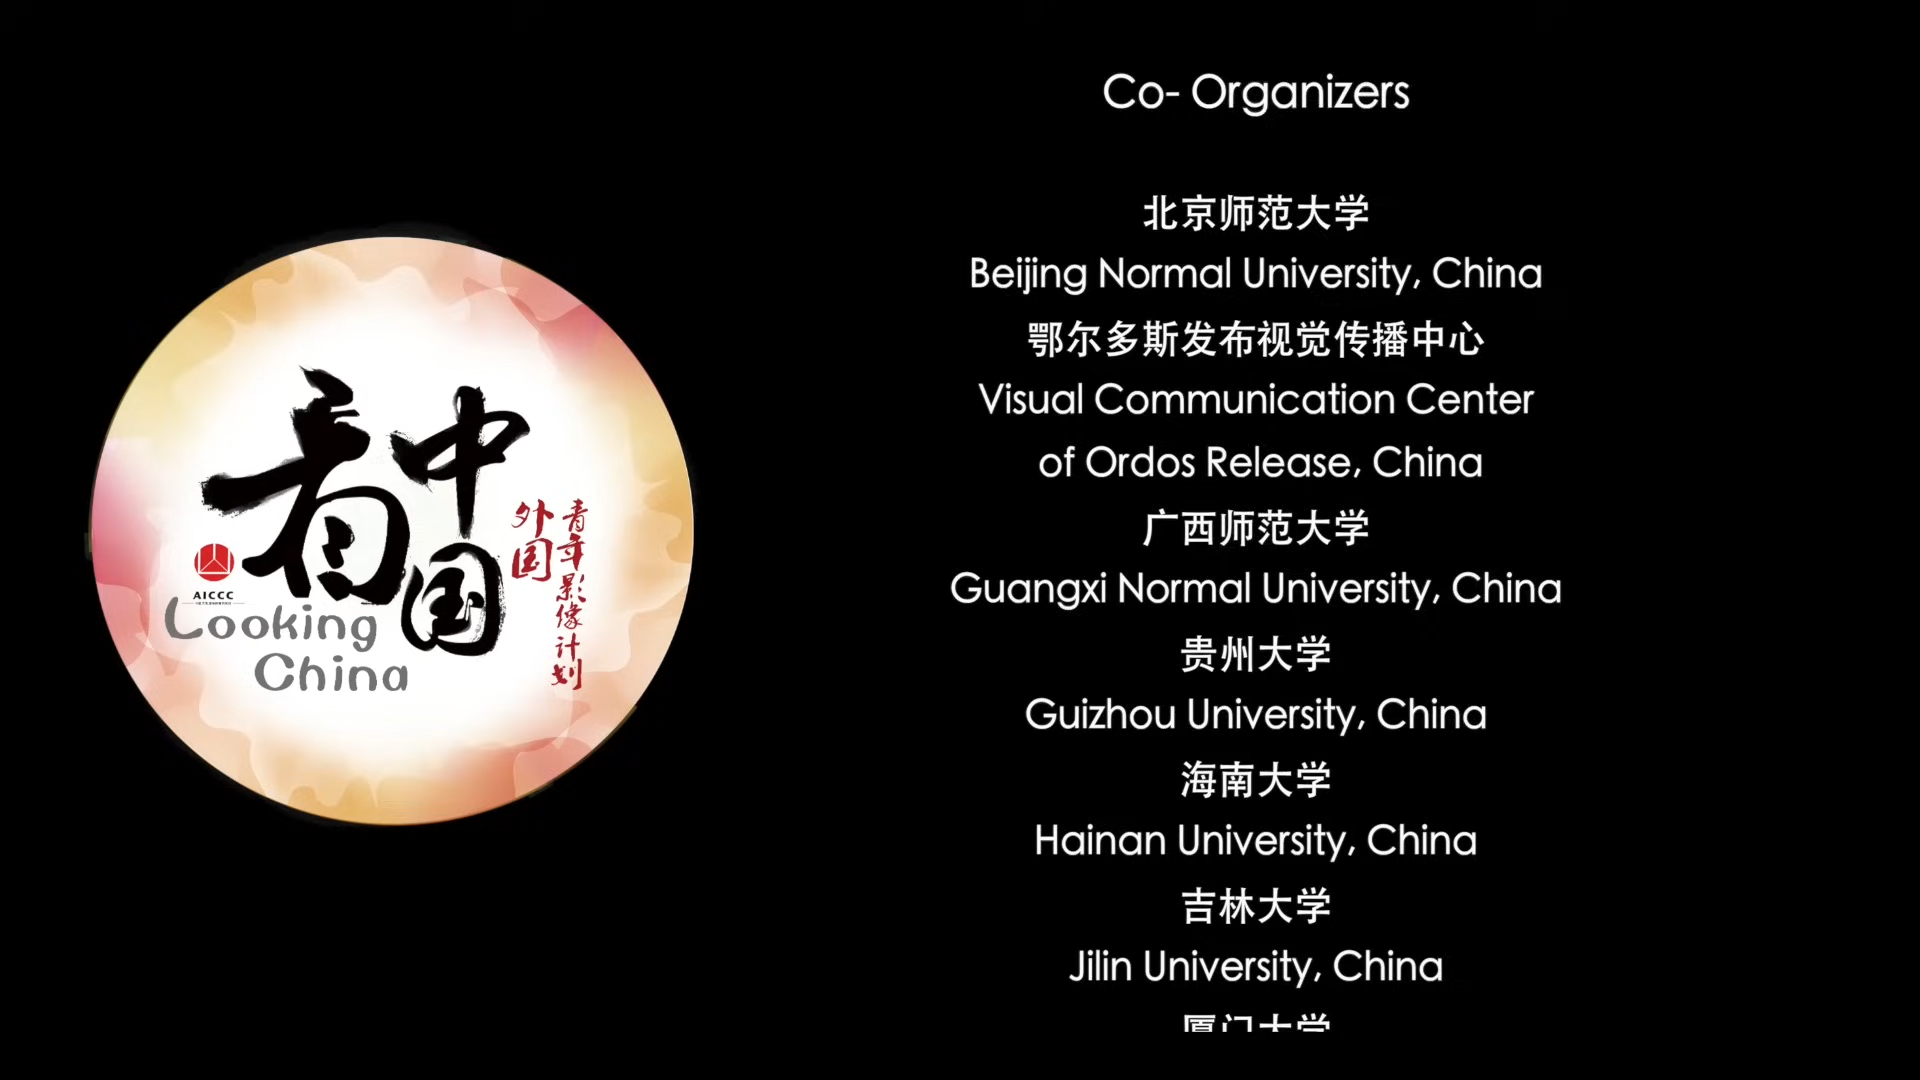 看中国
外国
青年影像计划
AICCC
Looking
China
Co- Organizers
北京师范大学
Beijing Normal University, China
鄂尔多斯发布视觉传播中心
Visual Communication Center
of Ordos Release, China
广西师范大学
Guangxi Normal University, China
贵州大学
Guizhou University, China
海南大学
Hainan University, China
吉林大学
Jilin University, China
厦门大学